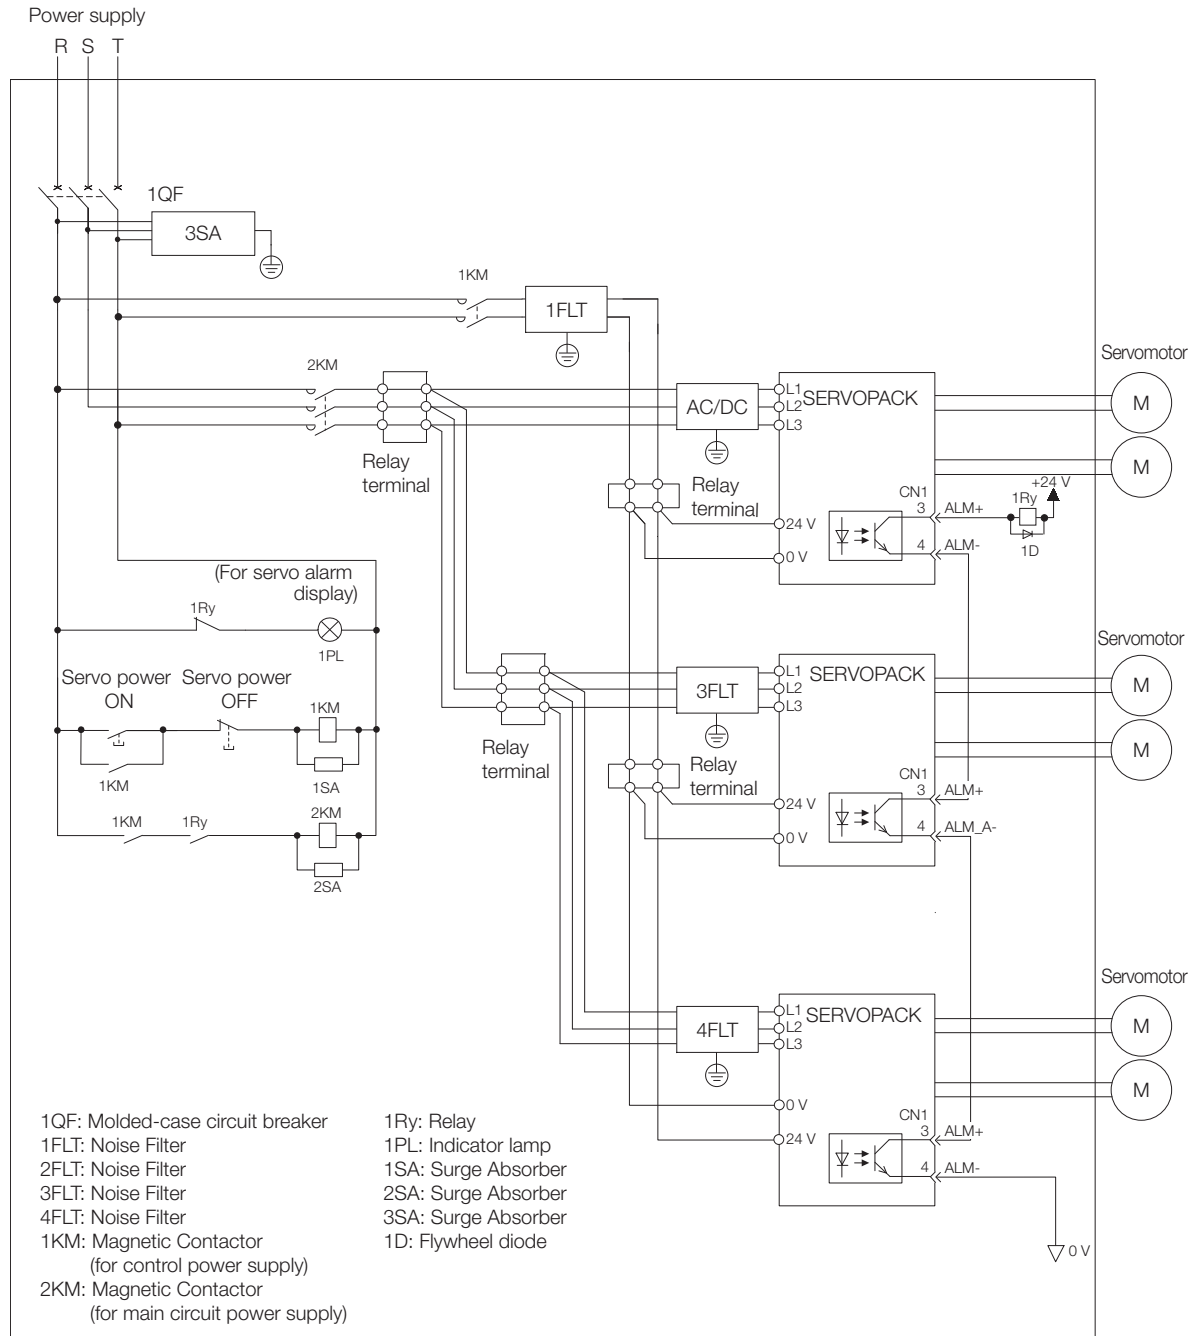 Power supply
R S T
1QF
3SA
1KM
1FLT
2KM
Servomotor
L1
L2
L3
AC/DC
SERVOPACK
M
M
Relay
terminal
Relay
terminal
+24 V
CN1
1Ry
3
ALM+
24 V
4
ALM-
1D
0 V
(For servo alarm
display)
1Ry
1PL
Servo power
ON
Servo power
OFF
1KM
1KM
1SA
1KM
1Ry
2KM
2SA
Servomotor
L1
L2
L3
3FLT
SERVOPACK
M
M
Relay
terminal
Relay
terminal
CN1
3
ALM+
24 V
4
ALM_A-
0 V
Servomotor
L1
L2
L3
4FLT
SERVOPACK
M
M
0 V
CN1
3
ALM+
24 V
4
ALM-
0 V
1QF: Molded-case circuit breaker
1FLT: Noise Filter
2FLT: Noise Filter
3FLT: Noise Filter
4FLT: Noise Filter
1KM: Magnetic Contactor
(for control power supply)
2KM: Magnetic Contactor
(for main circuit power supply)
1Ry: Relay
1PL: Indicator lamp
1SA: Surge Absorber
2SA: Surge Absorber
3SA: Surge Absorber
1D: Flywheel diode